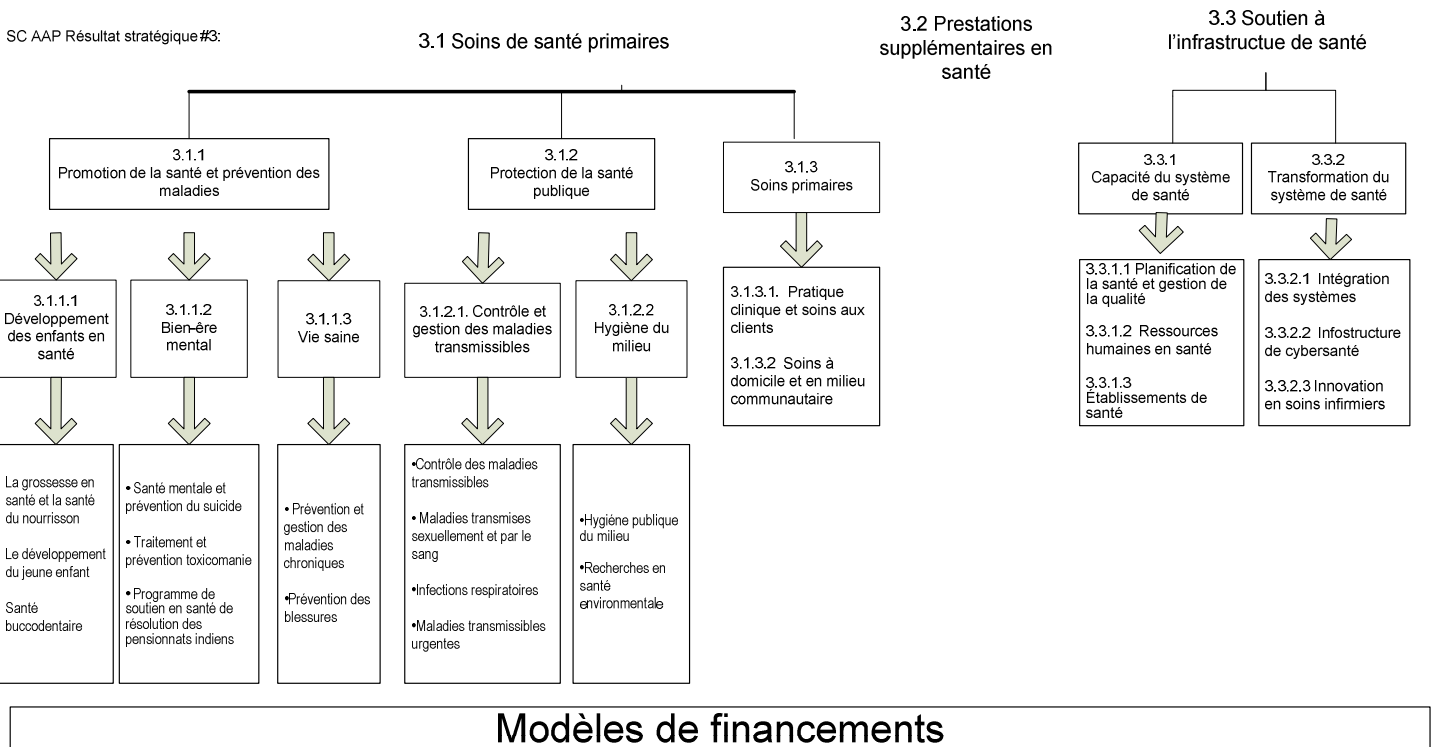 SC AAP Résultat stratégique#3:
3.1 Soins de santé primaires
3.2 Prestations
supplémentaires en
santé
3.3 Soutien à
l'infrastructue de santé
3.1.1
Promotion de la santé et prévention des
maladies
3.1.2
Protection de la santé
publique
3.1.3
Soins primaires
3.3.1
Capacité du système
de santé
3.3.2
Transformation du
système de santé
3.1.1.1
Développement
des enfants en
santé
3.1.1.2
Bien-êre
mental
3.1.1.3
Vie saine
3.1.2.1. Contrôle et
gestion des maladies
transmissibles
3.1.2.2
Hygiène du
milieu
3.1.3.1. Pratique
clinique et soins aux
clients
3.1.3.2 Soins à
domicile et en milieu
communautaire
3.3.1.1 Planification de
la santé et gestion de
la qualité
3.3.1.2 Ressources
humaines en santé
3.3.1.3
Établissements de
santé
3.3.2.1 Intégration
des systèmes
3.3.2.2 Infostructure
de cybersanté
3.3.2.3 Innovation
en soins infirmiers
La grossesse en
santé et la santé
du nourrisson
Le développement
du jeune enfant
Santé
buccodentaire
• Santé mentale et
prévention du suicide
• Traitement et
prévention toxicomanie
• Programme de
soutien en santé de
résolution des
pensionnats indiens
• Prévention et
gestion des
maladies
chroniques
•Prévention des
blessures
•Contrôle des maladies
transmissibles
• Maladies transmises
sexuellement et par le
sang
•Infections respiratoires
•Maladies transmissibles
urgentes
•Hygiéne publique
du milieu
•Recherches en
santé
environmentale
Modèles de financements